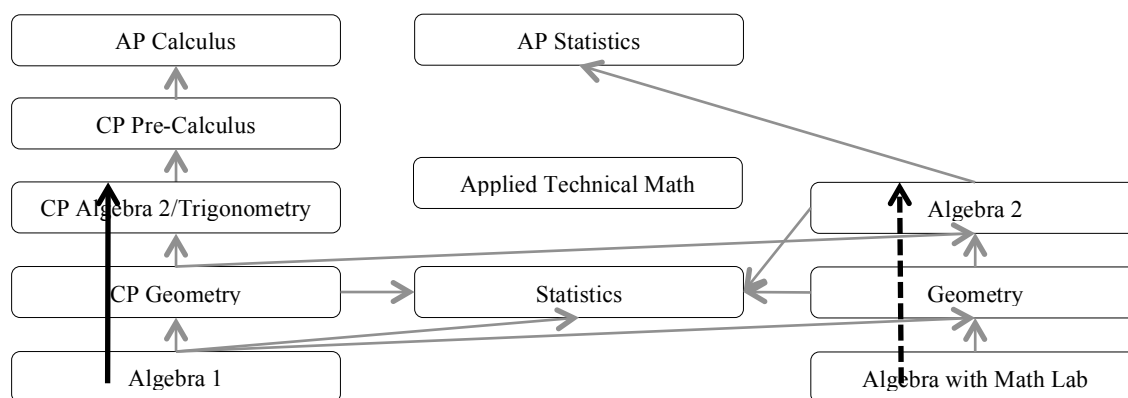 AP Calculus
AP Statistics
CP Pre-Calculus
Applied Technical Math
CP Algebra 2/Trigonometry
Algebra 2
CP Geometry
Statistics
Geometry
Algebra 1
Algebra with Math Lab